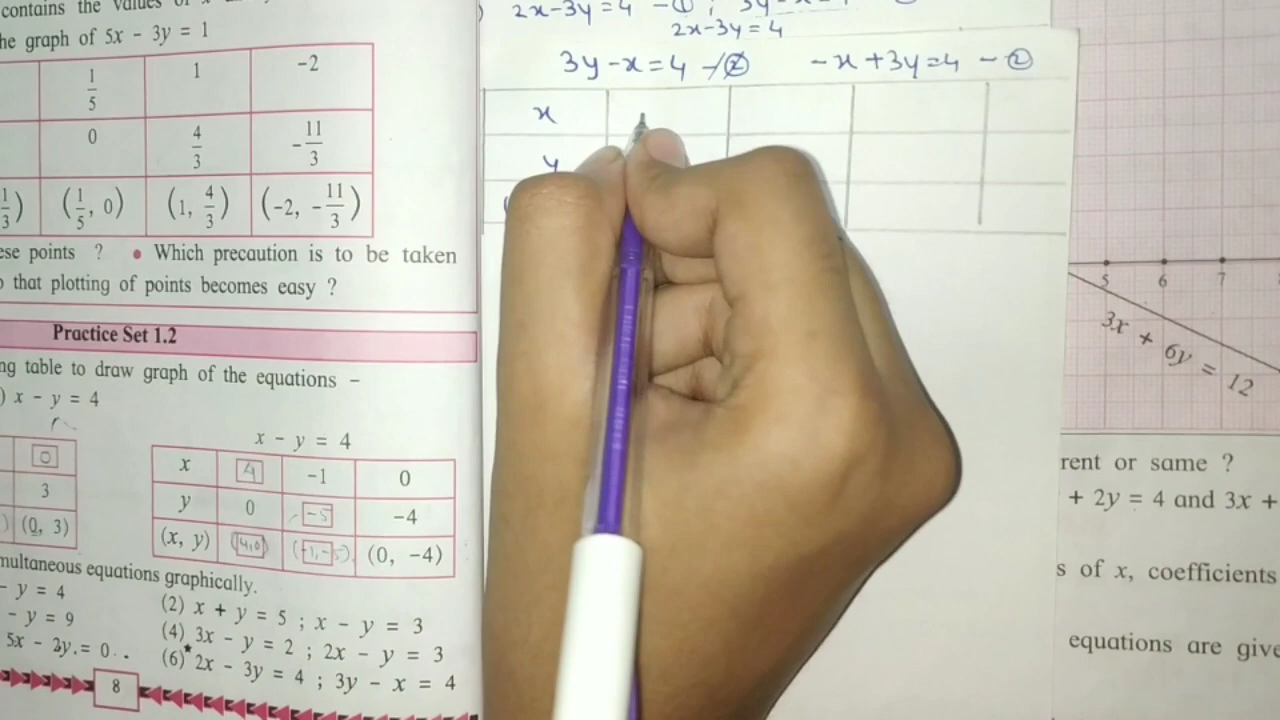 contains the values of x
he graph of 5x - 3y = 1
1/5 1 -2
0 4/3 -11/3
1/3) (1/5, 0) (1, 4/3) (-2, -11/3)
ese points ? • Which precaution is to be taken
that plotting of points becomes easy ?
Practice Set 1.2
ng table to draw graph of the equations -
) x - y = 4
0
3
) (0, 3)
x - y = 4
x 4 -1 0
y 0 -5 -4
(x, y) (4,0) (-1,-5) (0, -4)
multaneous equations graphically.
- y = 4
(2) x + y = 5 ; x - y = 3
- y = 9
(4) 3x - y = 2 ; 2x - y = 3
5x - 2y = 0
(6)* 2x - 3y = 4 ; 3y - x = 4
8
) 2x-3y=4 -①;
2x-3y=4
3y-x=4 -② -x+3y=4 -②
x
y
5 6 7
3x + 6y = 12
rent or same ?
+ 2y = 4 and 3x +
s of x, coefficients
equations are give